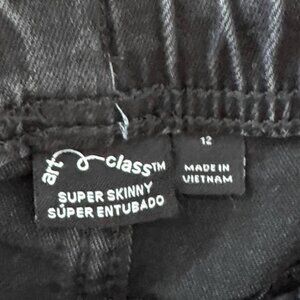 art class™
SUPER SKINNY
SÚPER ENTUBADO
12
MADE IN
VIETNAM